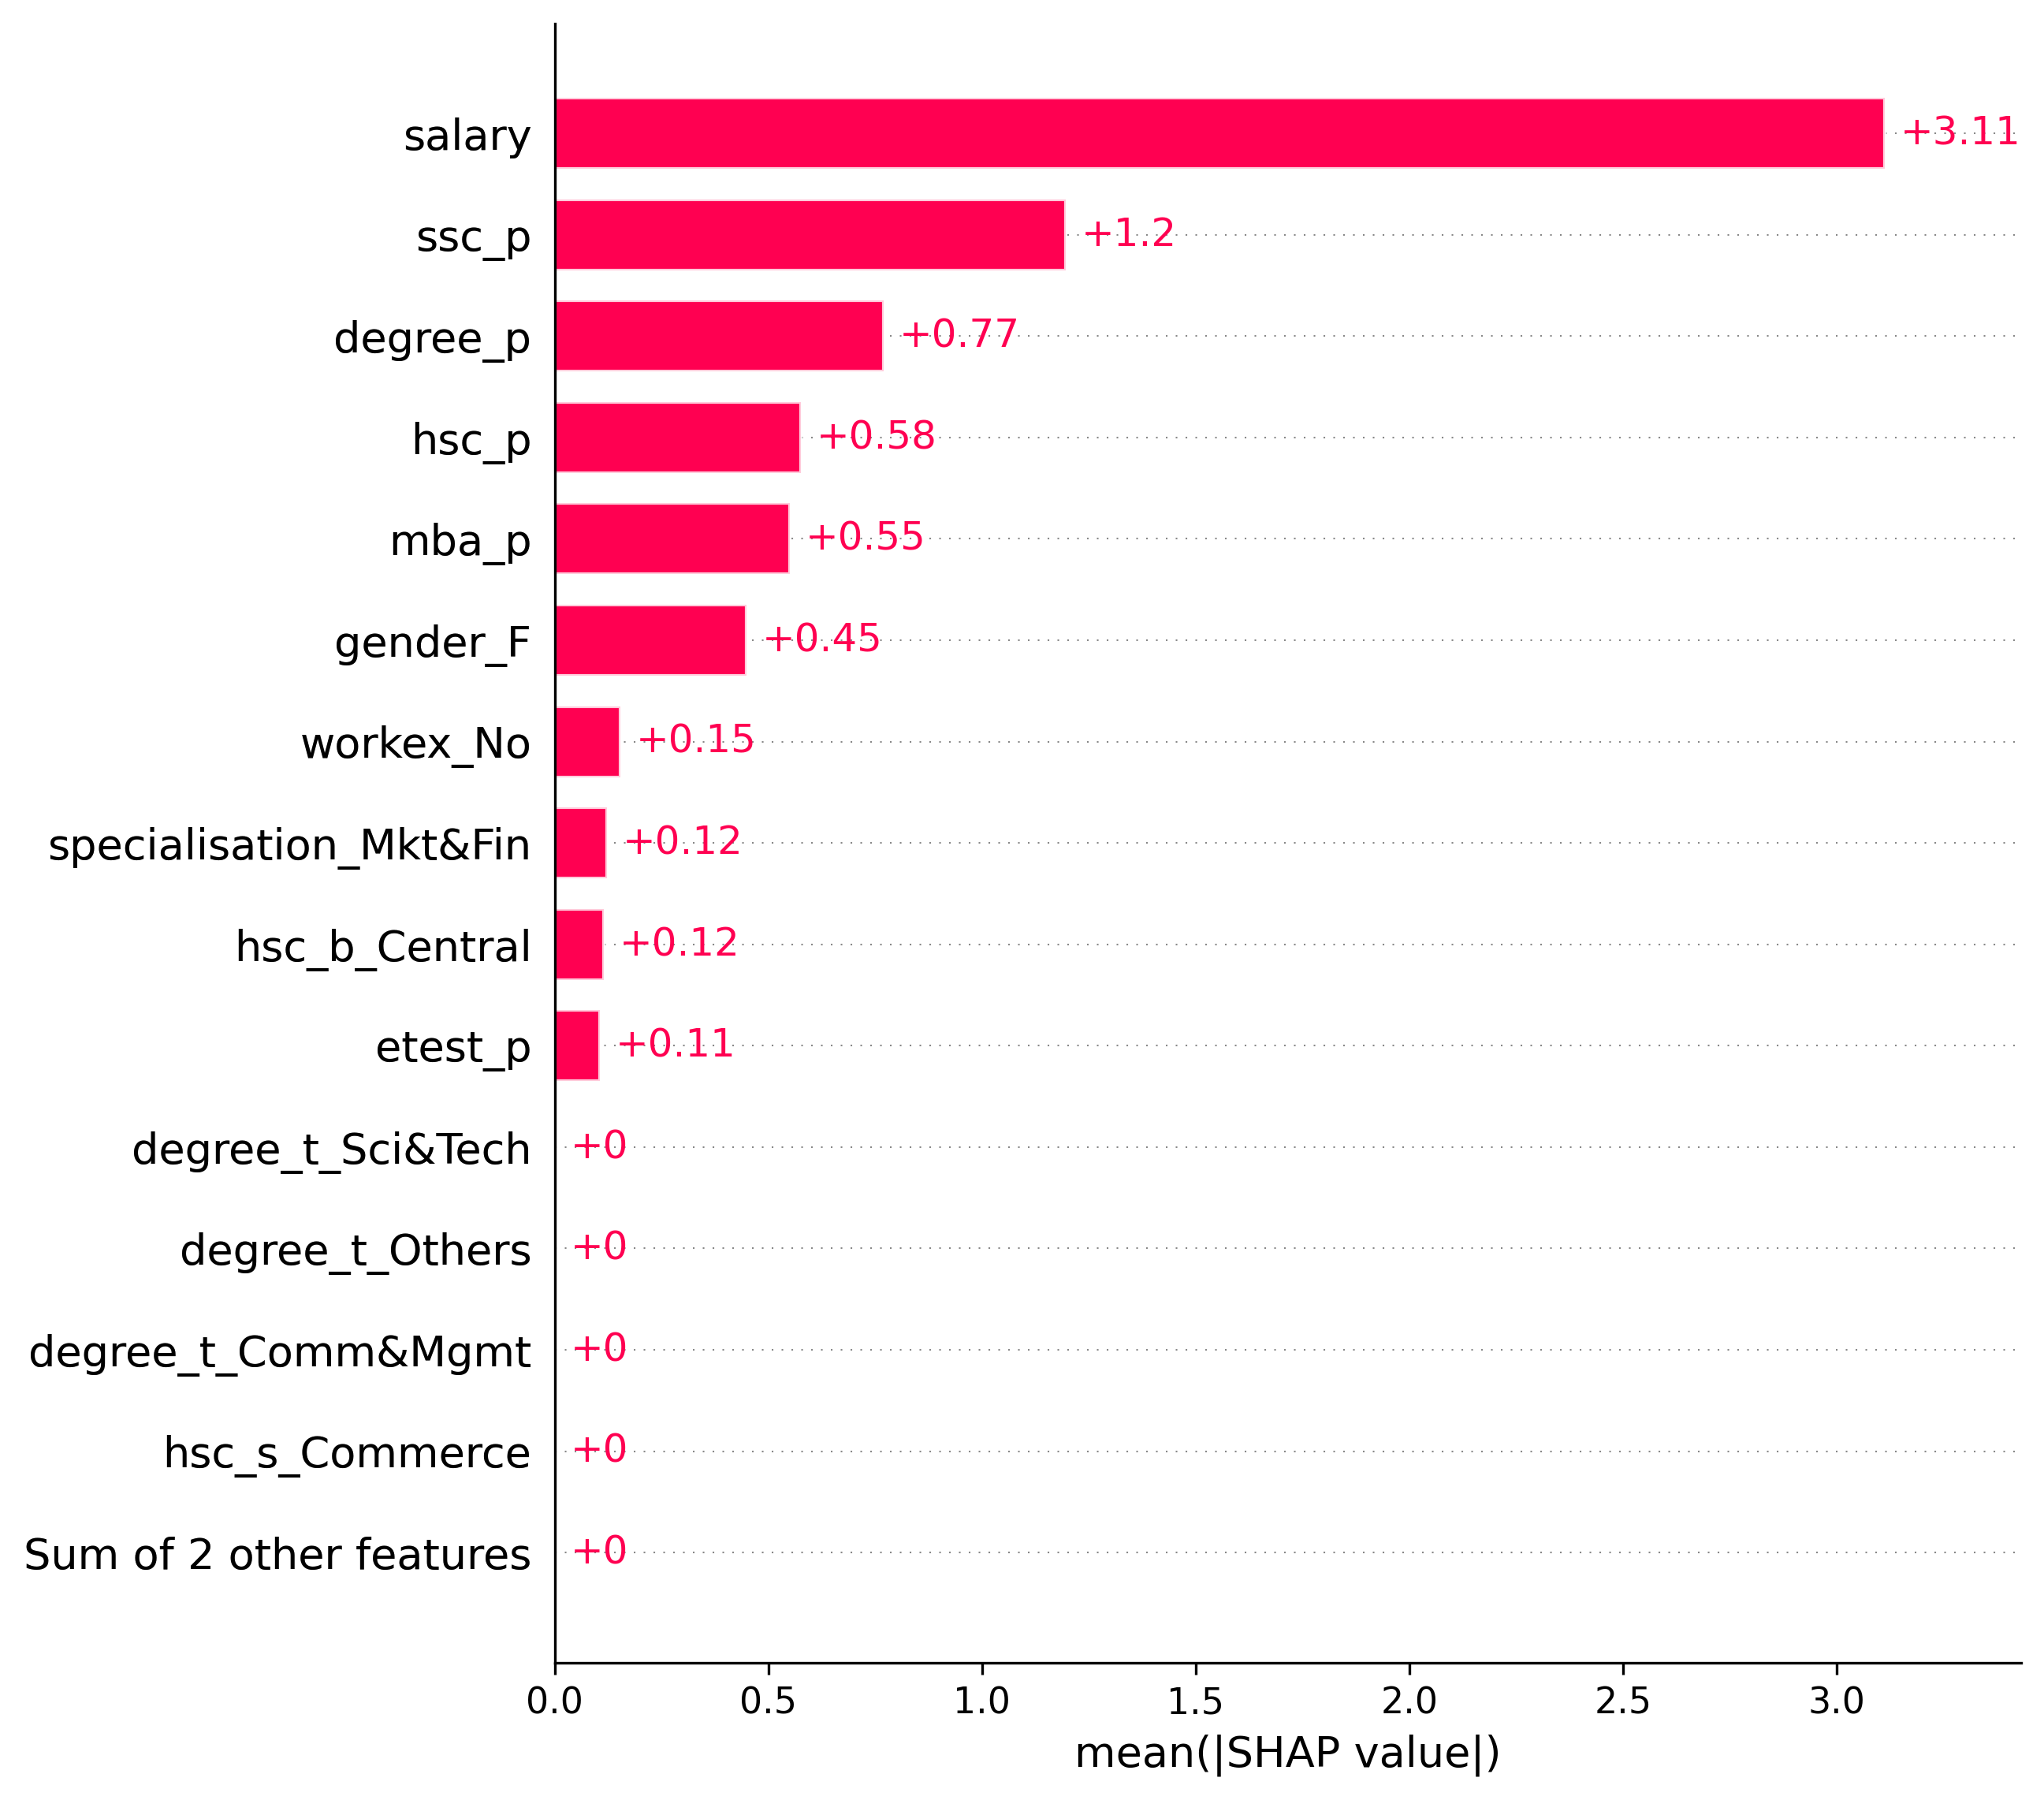 salary +3.11
ssc_p +1.2
degree_p +0.77
hsc_p +0.58
mba_p +0.55
gender_F +0.45
workex_No +0.15
specialisation_Mkt&Fin +0.12
hsc_b_Central +0.12
etest_p +0.11
degree_t_Sci&Tech +0
degree_t_Others +0
degree_t_Comm&Mgmt +0
hsc_s_Commerce +0
Sum of 2 other features +0
0.0 0.5 1.0 1.5 2.0 2.5 3.0
mean(|SHAP value|)